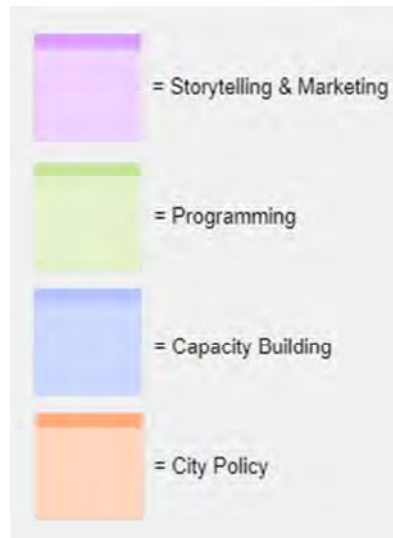 = Storytelling & Marketing
= Programming
= Capacity Building
= City Policy